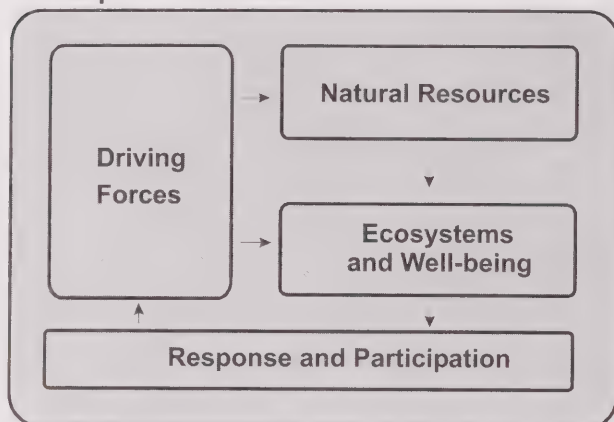 Natural Resources
Driving
Forces
Ecosystems
and Well-being
Response and Participation